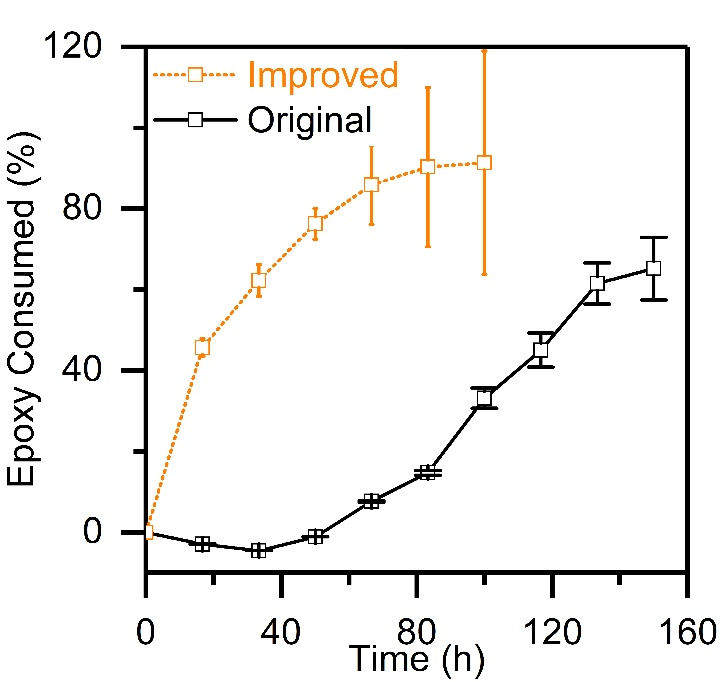 120
Improved
Original
80
40
0
Epoxy Consumed (%)
0 40 80 120 160
Time (h)